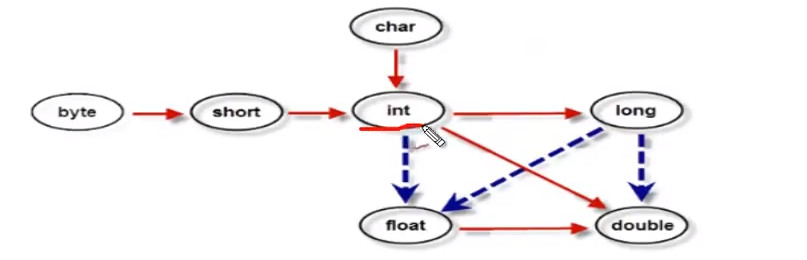 char
byte
short
int
long
float
double